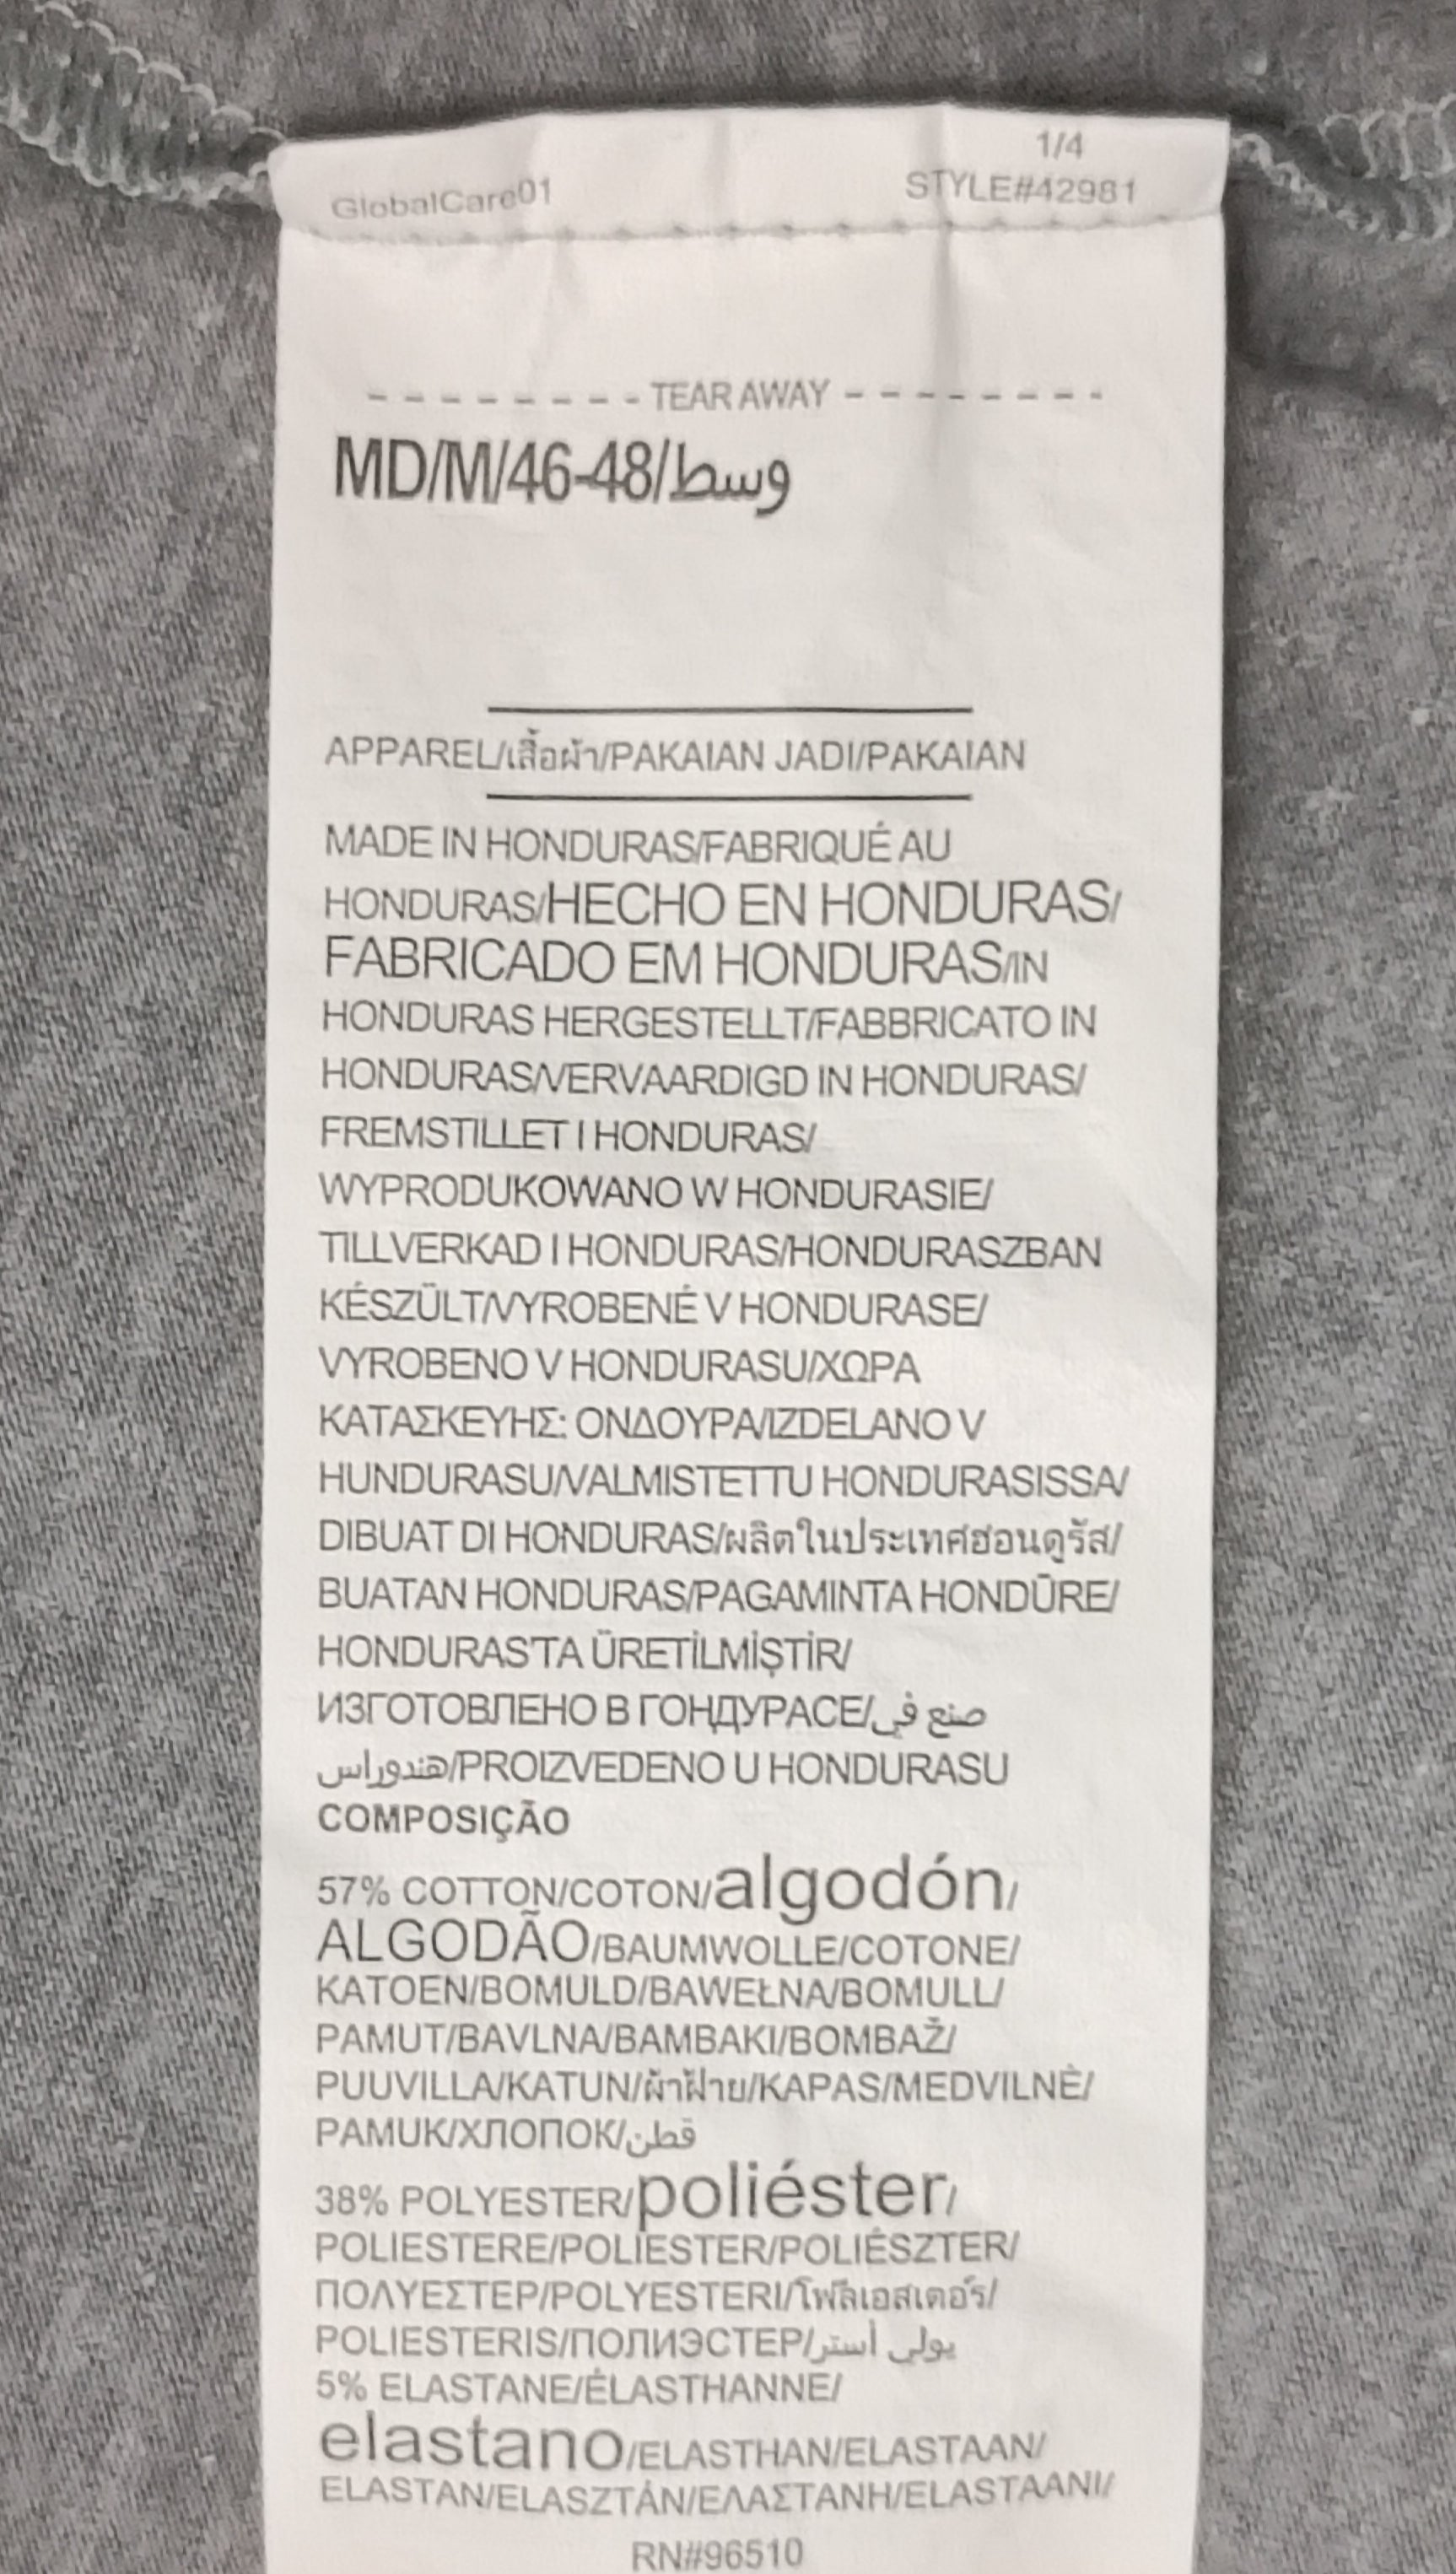 1/4
GlobalCare01 STYLE#42981
- - - - - - - - TEAR AWAY - - - - - - - -
MD/M/46-48/وسط
APPAREL/เสื้อผ้า/PAKAIAN JADI/PAKAIAN
MADE IN HONDURAS/FABRIQUÉ AU
HONDURAS/HECHO EN HONDURAS/
FABRICADO EM HONDURAS/IN
HONDURAS HERGESTELLT/FABBRICATO IN
HONDURAS/VERVAARDIGD IN HONDURAS/
FREMSTILLET I HONDURAS/
WYPRODUKOWANO W HONDURASIE/
TILLVERKAD I HONDURAS/HONDURASZBAN
KÉSZÜLT/VYROBENÉ V HONDURASE/
VYROBENO V HONDURASU/ΧΩΡΑ
ΚΑΤΑΣΚΕΥΗΣ: ΟΝΔΟΥΡΑ/IZDELANO V
HUNDURASU/VALMISTETTU HONDURASISSA/
DIBUAT DI HONDURAS/ผลิตในประเทศฮอนดูรัส/
BUATAN HONDURAS/PAGAMINTA HONDŪRE/
HONDURAS'TA ÜRETİLMİŞTİR/
ИЗГОТОВЛЕНО В ГОНДУРАСЕ/صنع في
هندوراس/PROIZVEDENO U HONDURASU
COMPOSIÇÃO
57% COTTON/COTON/algodón/
ALGODÃO/BAUMWOLLE/COTONE/
KATOEN/BOMULD/BAWEŁNA/BOMULL/
PAMUT/BAVLNA/BAMBAKI/BOMBAŽ/
PUUVILLA/KATUN/ผ้าฝ้าย/KAPAS/MEDVILNĖ/
PAMUK/ХЛОПОК/قطن
38% POLYESTER/poliéster/
POLIESTERE/POLIESTER/POLIÉSZTER/
ΠΟΛΥΕΣΤΕΡ/POLYESTERI/โพลีเอสเตอร์/
POLIESTERIS/ПОЛИЭСТЕР/بولي أستر
5% ELASTANE/ÉLASTHANNE/
elastano/ELASTHAN/ELASTAAN/
ELASTAN/ELASZTÁN/ΕΛΑΣΤΑΝΗ/ELASTAANI/
RN#96510